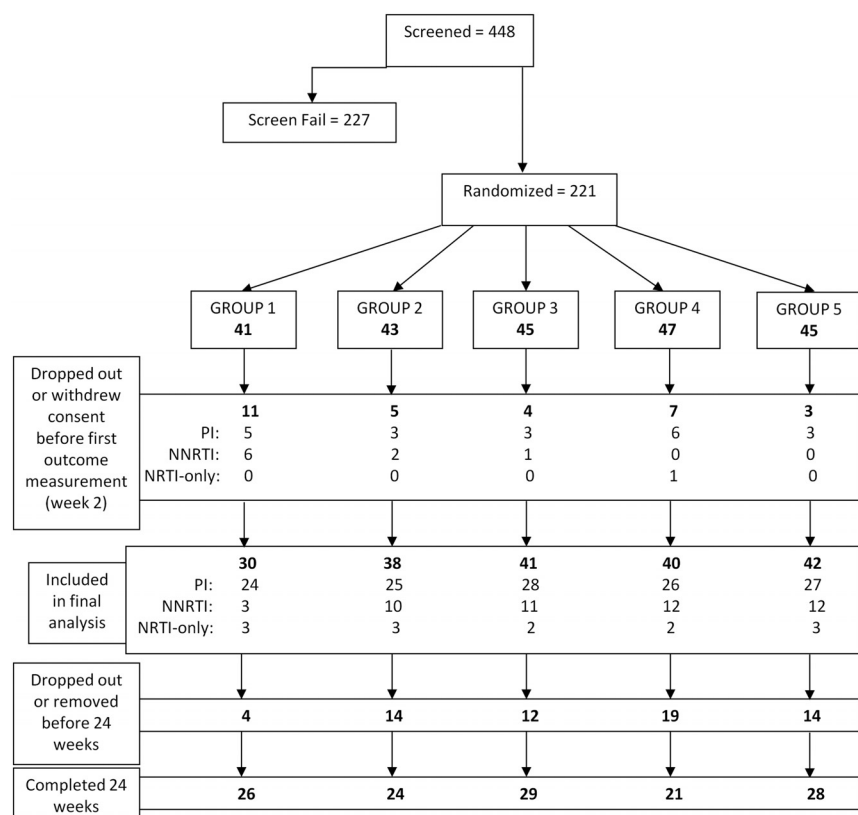 Screened = 448
Screen Fail = 227
Randomized = 221
GROUP 1
41
GROUP 2
43
GROUP 3
45
GROUP 4
47
GROUP 5
45
Dropped out
or withdrew
consent
before first
outcome
measurement
(week 2)
11 5 4 7 3
PI: 5 3 3 6 3
NNRTI: 6 2 1 0 0
NRTI-only: 0 0 0 1 0
Included
in final
analysis
30 38 41 40 42
PI: 24 25 28 26 27
NNRTI: 3 10 11 12 12
NRTI-only: 3 3 2 2 3
Dropped out
or removed
before 24
weeks
4 14 12 19 14
Completed 24
weeks
26 24 29 21 28